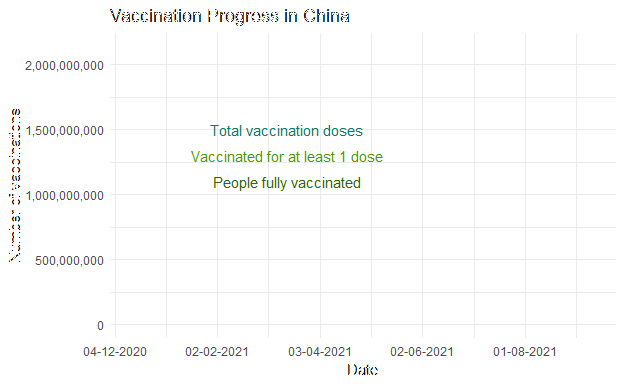 Vaccination Progress in China
Number of vaccinations
2,000,000,000
1,500,000,000
1,000,000,000
500,000,000
0
Total vaccination doses
Vaccinated for at least 1 dose
People fully vaccinated
04-12-2020 02-02-2021 03-04-2021 02-06-2021 01-08-2021
Date